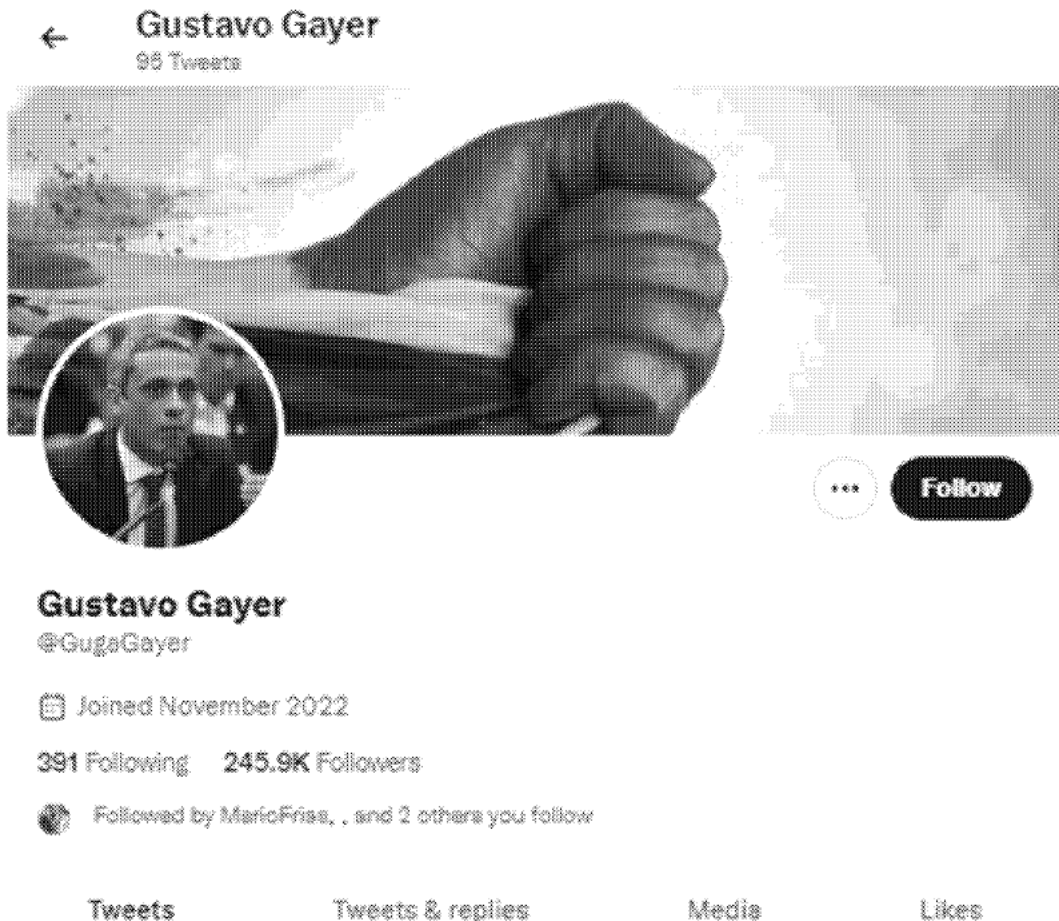 Gustavo Gayer
95 Tweets
Follow
Gustavo Gayer
@GugaGayer
Joined November 2022
391 Following 245.9K Followers
Followed by MarioFrias, , and 2 others you follow
Tweets Tweets & replies Media Likes